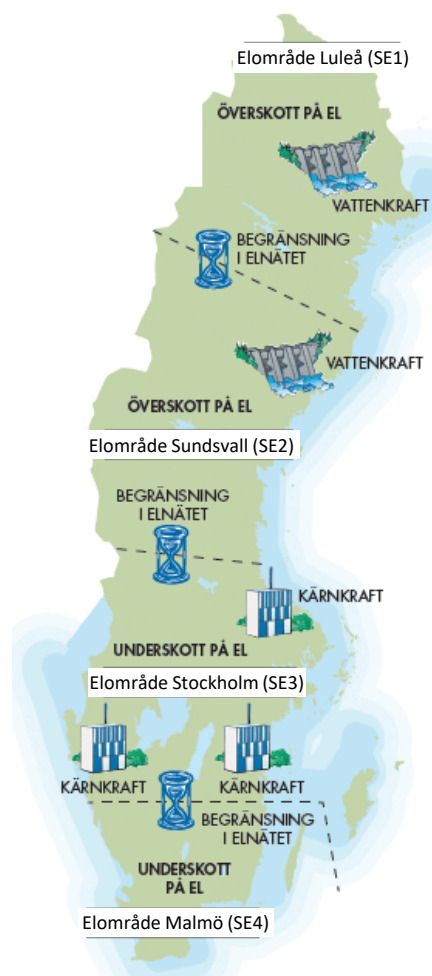 Elområde Luleå (SE1)
ÖVERSKOTT PÅ EL
VATTENKRAFT
BEGRÄNSNING
I ELNÄTET
VATTENKRAFT
ÖVERSKOTT PÅ EL
Elområde Sundsvall (SE2)
BEGRÄNSNING
I ELNÄTET
KÄRNKRAFT
UNDERSKOTT PÅ EL
Elområde Stockholm (SE3)
KÄRNKRAFT
KÄRNKRAFT
BEGRÄNSNING
I ELNÄTET
UNDERSKOTT
PÅ EL
Elområde Malmö (SE4)